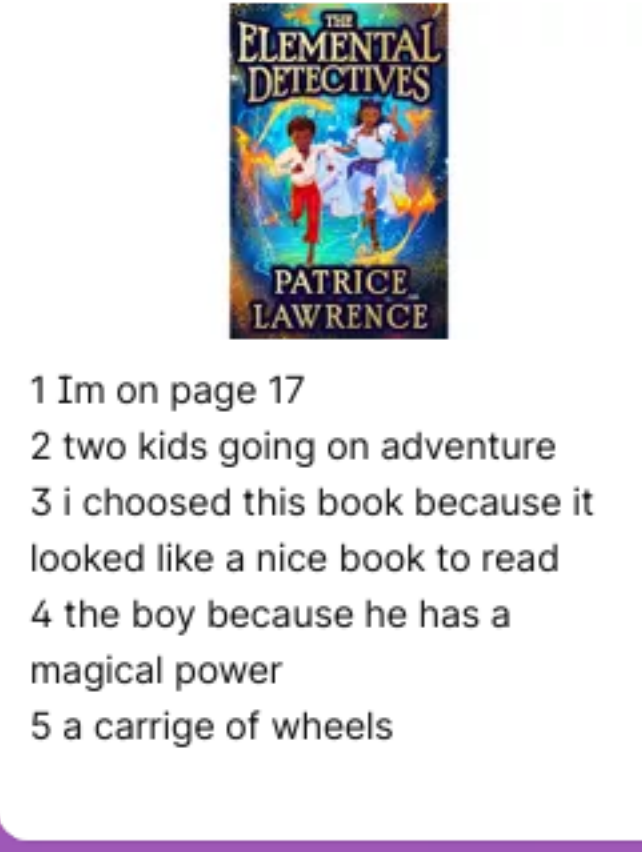 THE
ELEMENTAL
DETECTIVES
PATRICE
LAWRENCE
1 Im on page 17
2 two kids going on adventure
3 i choosed this book because it
looked like a nice book to read
4 the boy because he has a
magical power
5 a carrige of wheels